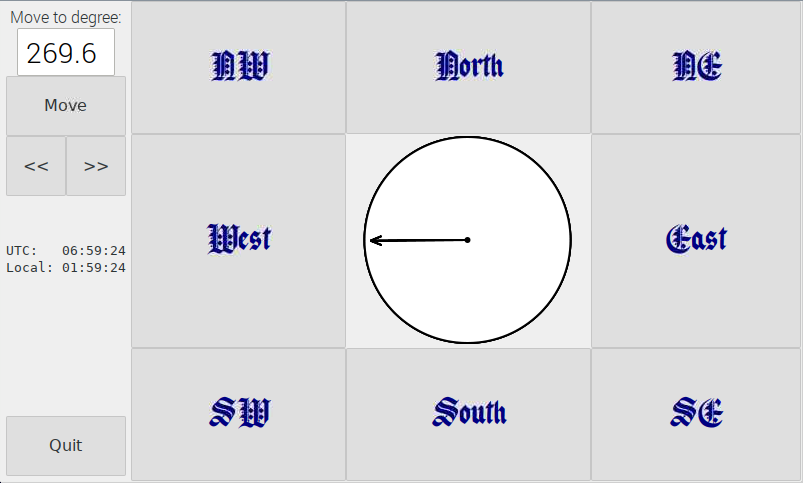 Move to degree:
269.6
Move
<< >>
UTC: 06:59:24
Local: 01:59:24
Quit
NW North NE
West East
SW South SE